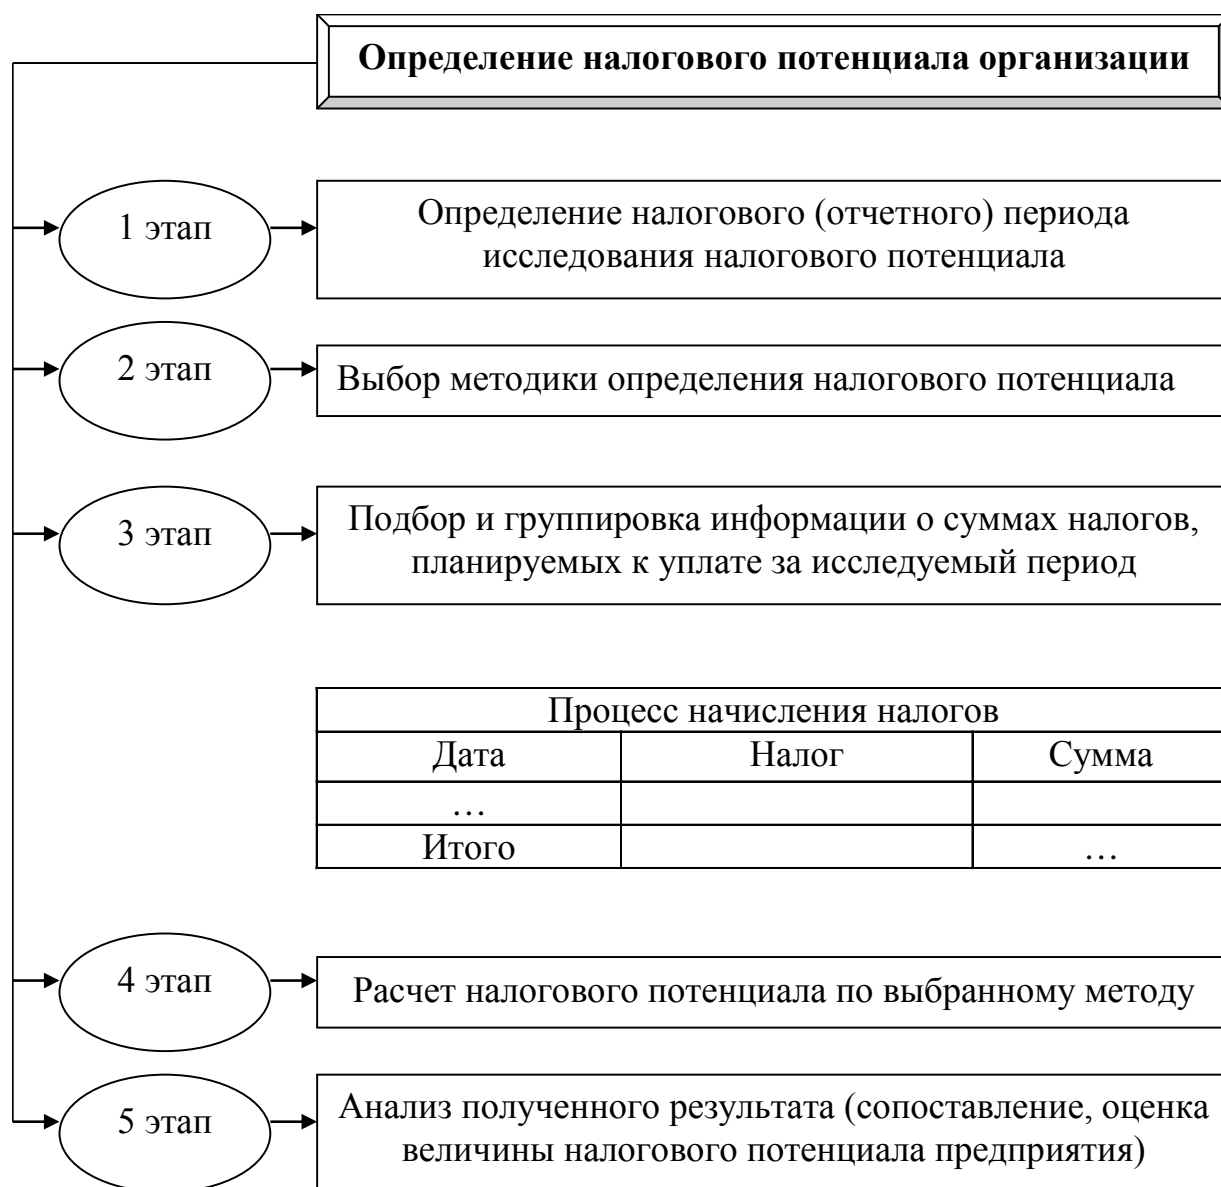 Определение налогового потенциала организации
1 этап
Определение налогового (отчетного) периода
исследования налогового потенциала
2 этап
Выбор методики определения налогового потенциала
3 этап
Подбор и группировка информации о суммах налогов,
планируемых к уплате за исследуемый период
Процесс начисления налогов
Дата Налог Сумма
…
Итого …
4 этап
Расчет налогового потенциала по выбранному методу
5 этап
Анализ полученного результата (сопоставление, оценка
величины налогового потенциала предприятия)